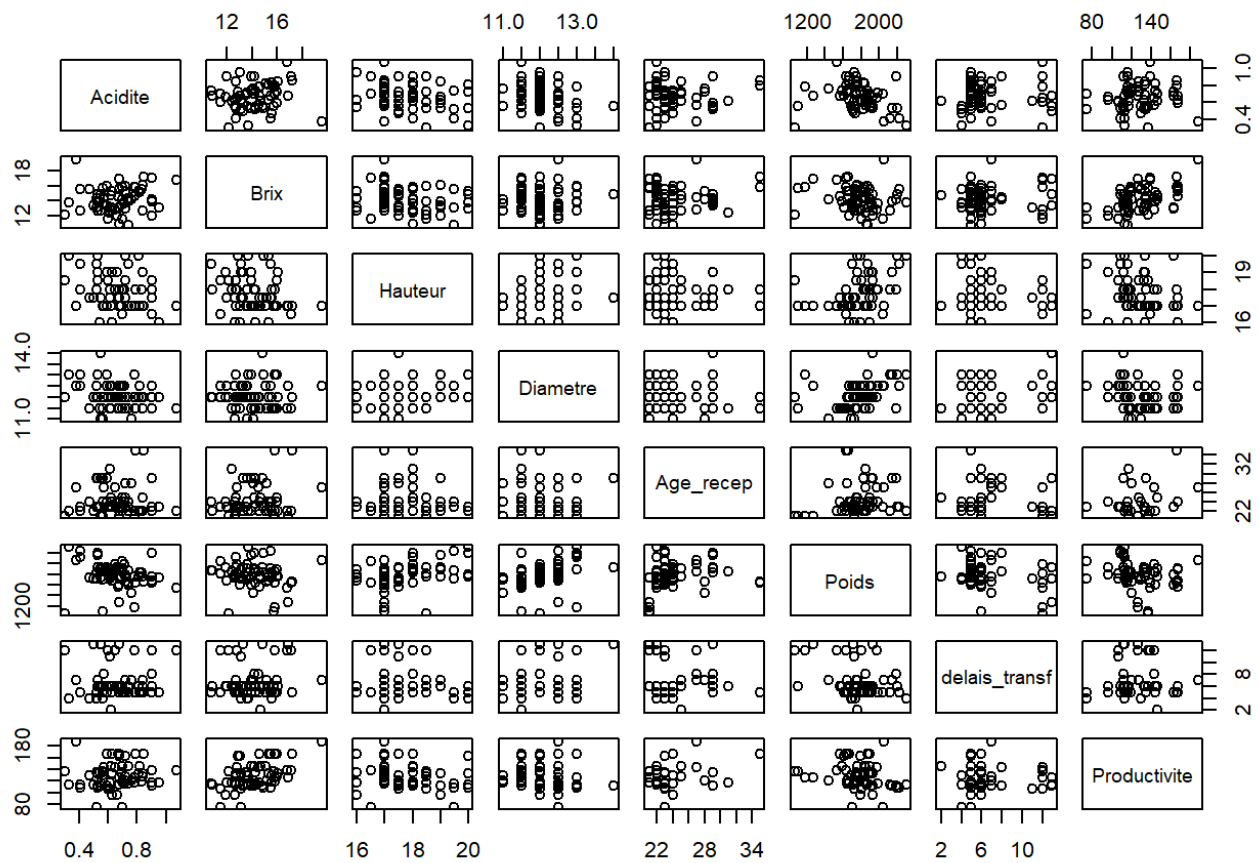 12 16 11.0 13.0 1200 2000 80 140
Acidite 0.4 1.0
12 18 Brix
Hauteur 16 19
11.0 14.0 Diametre
Age_recep 22 32
1200 Poids
delais_transf 2 8
80 180 Productivite
0.4 0.8 16 18 20 22 28 34 2 6 10